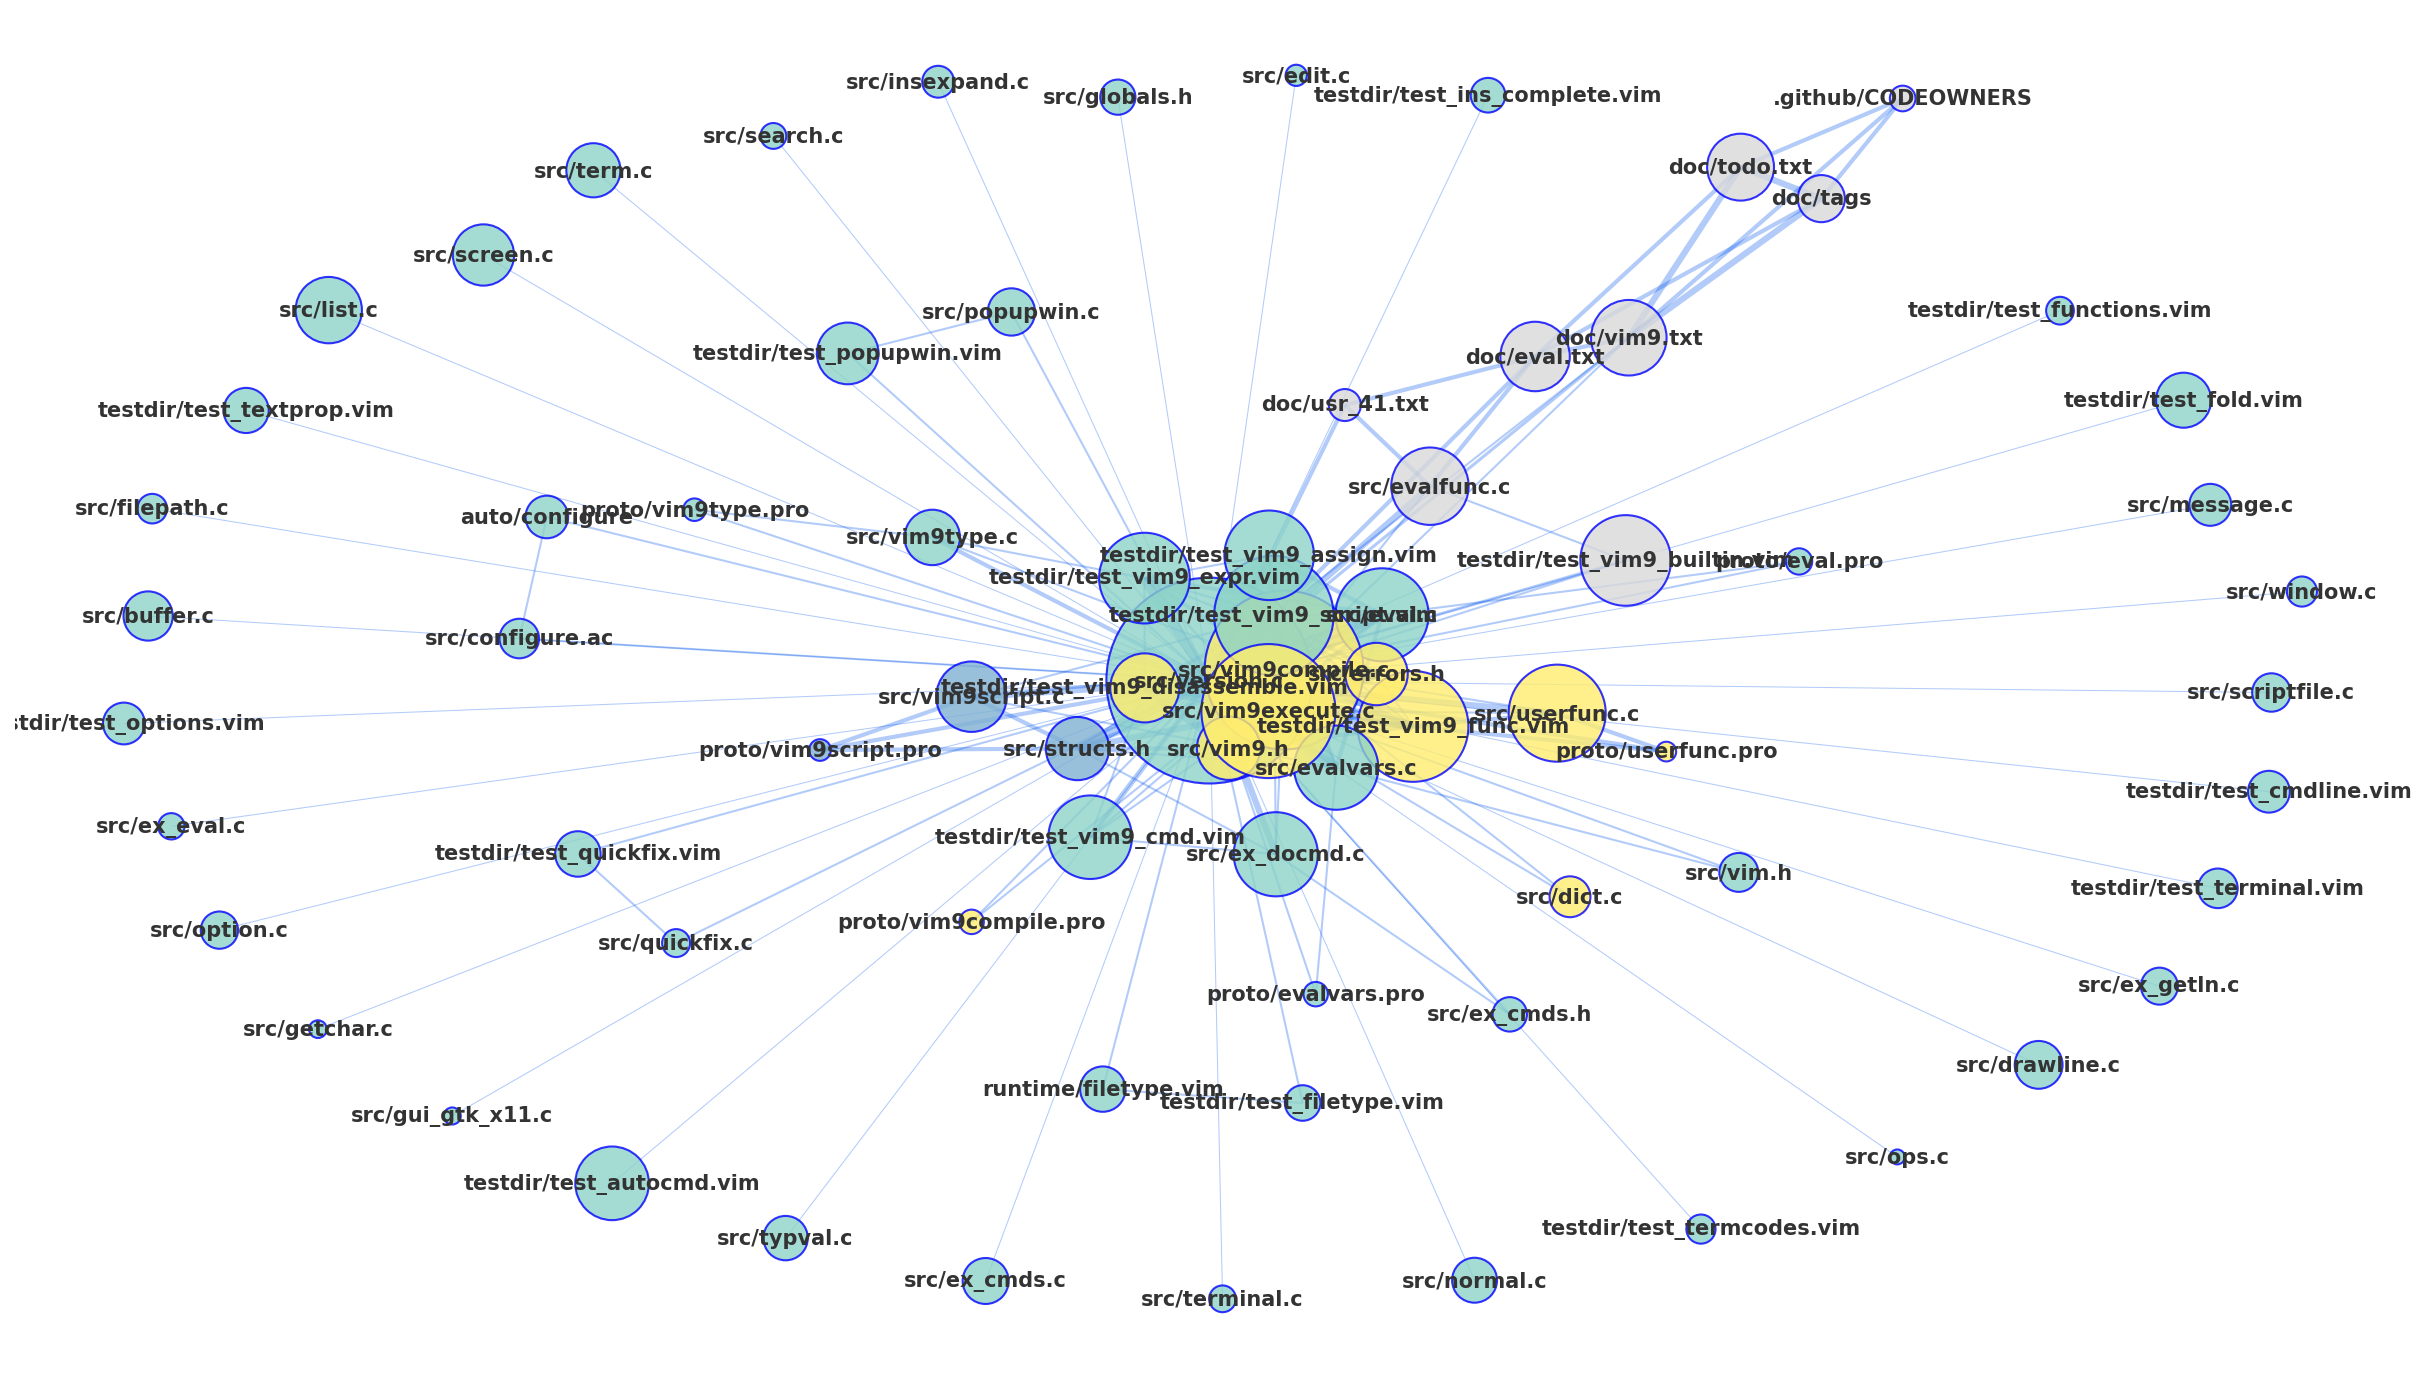 src/edit.c
src/insexpand.c
src/globals.h
testdir/test_ins_complete.vim
.github/CODEOWNERS
src/search.c
doc/todo.txt
src/term.c
doc/tags
src/screen.c
src/list.c
src/popupwin.c
testdir/test_functions.vim
doc/vim9.txt
testdir/test_popupwin.vim
doc/eval.txt
testdir/test_fold.vim
doc/usr_41.txt
testdir/test_textprop.vim
src/evalfunc.c
src/message.c
src/filepath.c
proto/vim9type.pro
auto/configure
src/vim9type.c
testdir/test_vim9_assign.vim
testdir/test_vim9_builtin.vim
proto/eval.pro
testdir/test_vim9_expr.vim
src/window.c
src/buffer.c
testdir/test_vim9_script.vim
src/eval.c
src/configure.ac
src/vim9compile.c
src/errors.h
src/version.c
testdir/test_vim9_disassemble.vim
src/scriptfile.c
src/vim9script.c
src/vim9execute.c
src/userfunc.c
stdir/test_options.vim
testdir/test_vim9_func.vim
proto/vim9script.pro
src/structs.h
src/vim9.h
proto/userfunc.pro
src/evalvars.c
testdir/test_cmdline.vim
src/ex_eval.c
testdir/test_vim9_cmd.vim
testdir/test_quickfix.vim
src/ex_docmd.c
src/vim.h
testdir/test_terminal.vim
src/dict.c
proto/vim9compile.pro
src/option.c
src/quickfix.c
src/ex_getln.c
proto/evalvars.pro
src/ex_cmds.h
src/getchar.c
src/drawline.c
runtime/filetype.vim
testdir/test_filetype.vim
src/gui_gtk_x11.c
src/ops.c
testdir/test_autocmd.vim
testdir/test_termcodes.vim
src/typval.c
src/ex_cmds.c
src/normal.c
src/terminal.c